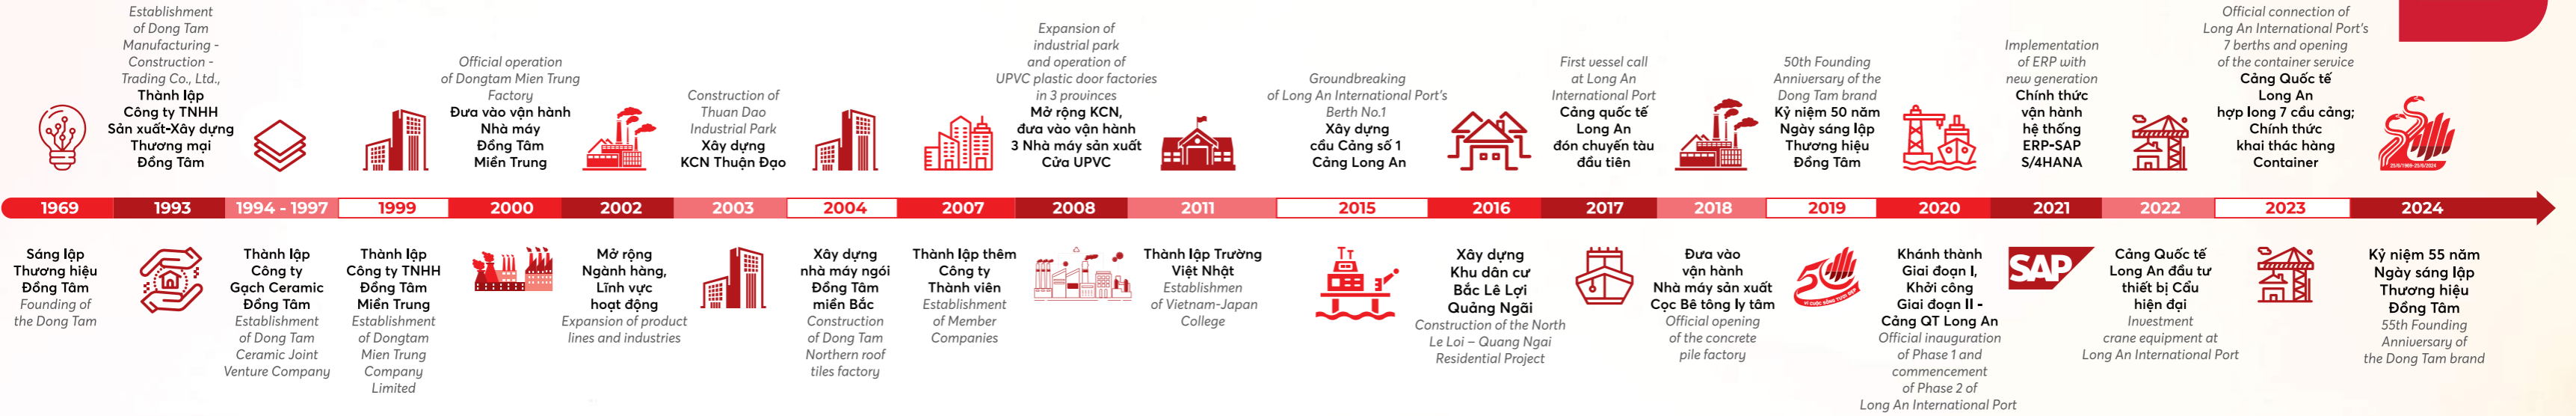 Establishment
of Dong Tam
Manufacturing -
Construction -
Trading Co., Ltd.,
Thành lập
Công ty TNHH
Sản xuất-Xây dựng
Thương mại
Đồng Tâm
Official operation
of Dongtam Mien Trung
Factory
Đưa vào vận hành
Nhà máy
Đồng Tâm
Miền Trung
Construction of
Thuan Dao
Industrial Park
Xây dựng
KCN Thuận Đạo
Expansion of
industrial park
and operation of
UPVC plastic door factories
in 3 provinces
Mở rộng KCN,
đưa vào vận hành
3 Nhà máy sản xuất
Cửa UPVC
Groundbreaking
of Long An International Port's
Berth No.1
Xây dựng
cầu Cảng số 1
Cảng Long An
First vessel call
at Long An
International Port
Cảng quốc tế
Long An
đón chuyến tàu
đầu tiên
50th Founding
Anniversary of the
Dong Tam brand
Kỷ niệm 50 năm
Ngày sáng lập
Thương hiệu
Đồng Tâm
Implementation
of ERP with
new generation
Chính thức
vận hành
hệ thống
ERP-SAP
S/4HANA
Official connection of
Long An International Port's
7 berths and opening
of the container service
Cảng Quốc tế
Long An
hợp long 7 cầu cảng;
Chính thức
khai thác hàng
Container
25/6/1969-25/6/2024
1969
1993
1994 - 1997
1999
2000
2002
2003
2004
2007
2008
2011
2015
2016
2017
2018
2019
2020
2021
2022
2023
2024
Sáng lập
Thương hiệu
Đồng Tâm
Founding of
the Dong Tam
Thành lập
Công ty
Gạch Ceramic
Đồng Tâm
Establishment
of Dong Tam
Ceramic Joint
Venture Company
Thành lập
Công ty TNHH
Đồng Tâm
Miền Trung
Establishment
of Dongtam
Mien Trung
Company
Limited
Mở rộng
Ngành hàng,
Lĩnh vực
hoạt động
Expansion of product
lines and industries
Xây dựng
nhà máy ngói
Đồng Tâm
miền Bắc
Construction
of Dong Tam
Northern roof
tiles factory
Thành lập thêm
Công ty
Thành viên
Establishment
of Member
Companies
Thành lập Trường
Việt Nhật
Establishmen
of Vietnam-Japan
College
Xây dựng
Khu dân cư
Bắc Lê Lợi
Quảng Ngãi
Construction of the North
Le Loi – Quang Ngai
Residential Project
Đưa vào
vận hành
Nhà máy sản xuất
Cọc Bê tông ly tâm
Official opening
of the concrete
pile factory
50
VÌ CUỘC SỐNG TƯƠI ĐẸP
Khánh thành
Giai đoạn I,
Khởi công
Giai đoạn II -
Cảng QT Long An
Official inauguration
of Phase 1 and
commencement
of Phase 2 of
Long An International Port
SAP
Cảng Quốc tế
Long An đầu tư
thiết bị Cẩu
hiện đại
Investment
crane equipment at
Long An International Port
Kỷ niệm 55 năm
Ngày sáng lập
Thương hiệu
Đồng Tâm
55th Founding
Anniversary of
the Dong Tam brand